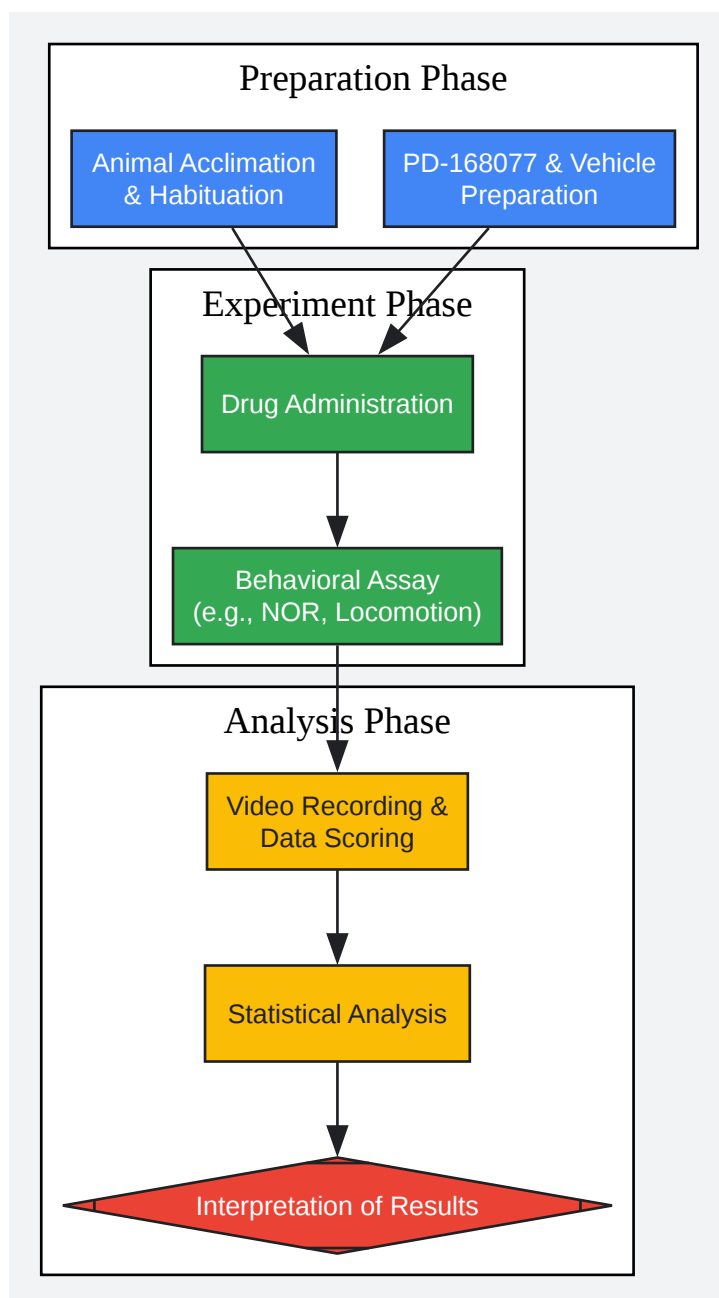 Preparation Phase
Animal Acclimation
& Habituation
PD-168077 & Vehicle
Preparation
Experiment Phase
Drug Administration
Behavioral Assay
(e.g., NOR, Locomotion)
Analysis Phase
Video Recording &
Data Scoring
Statistical Analysis
Interpretation of Results